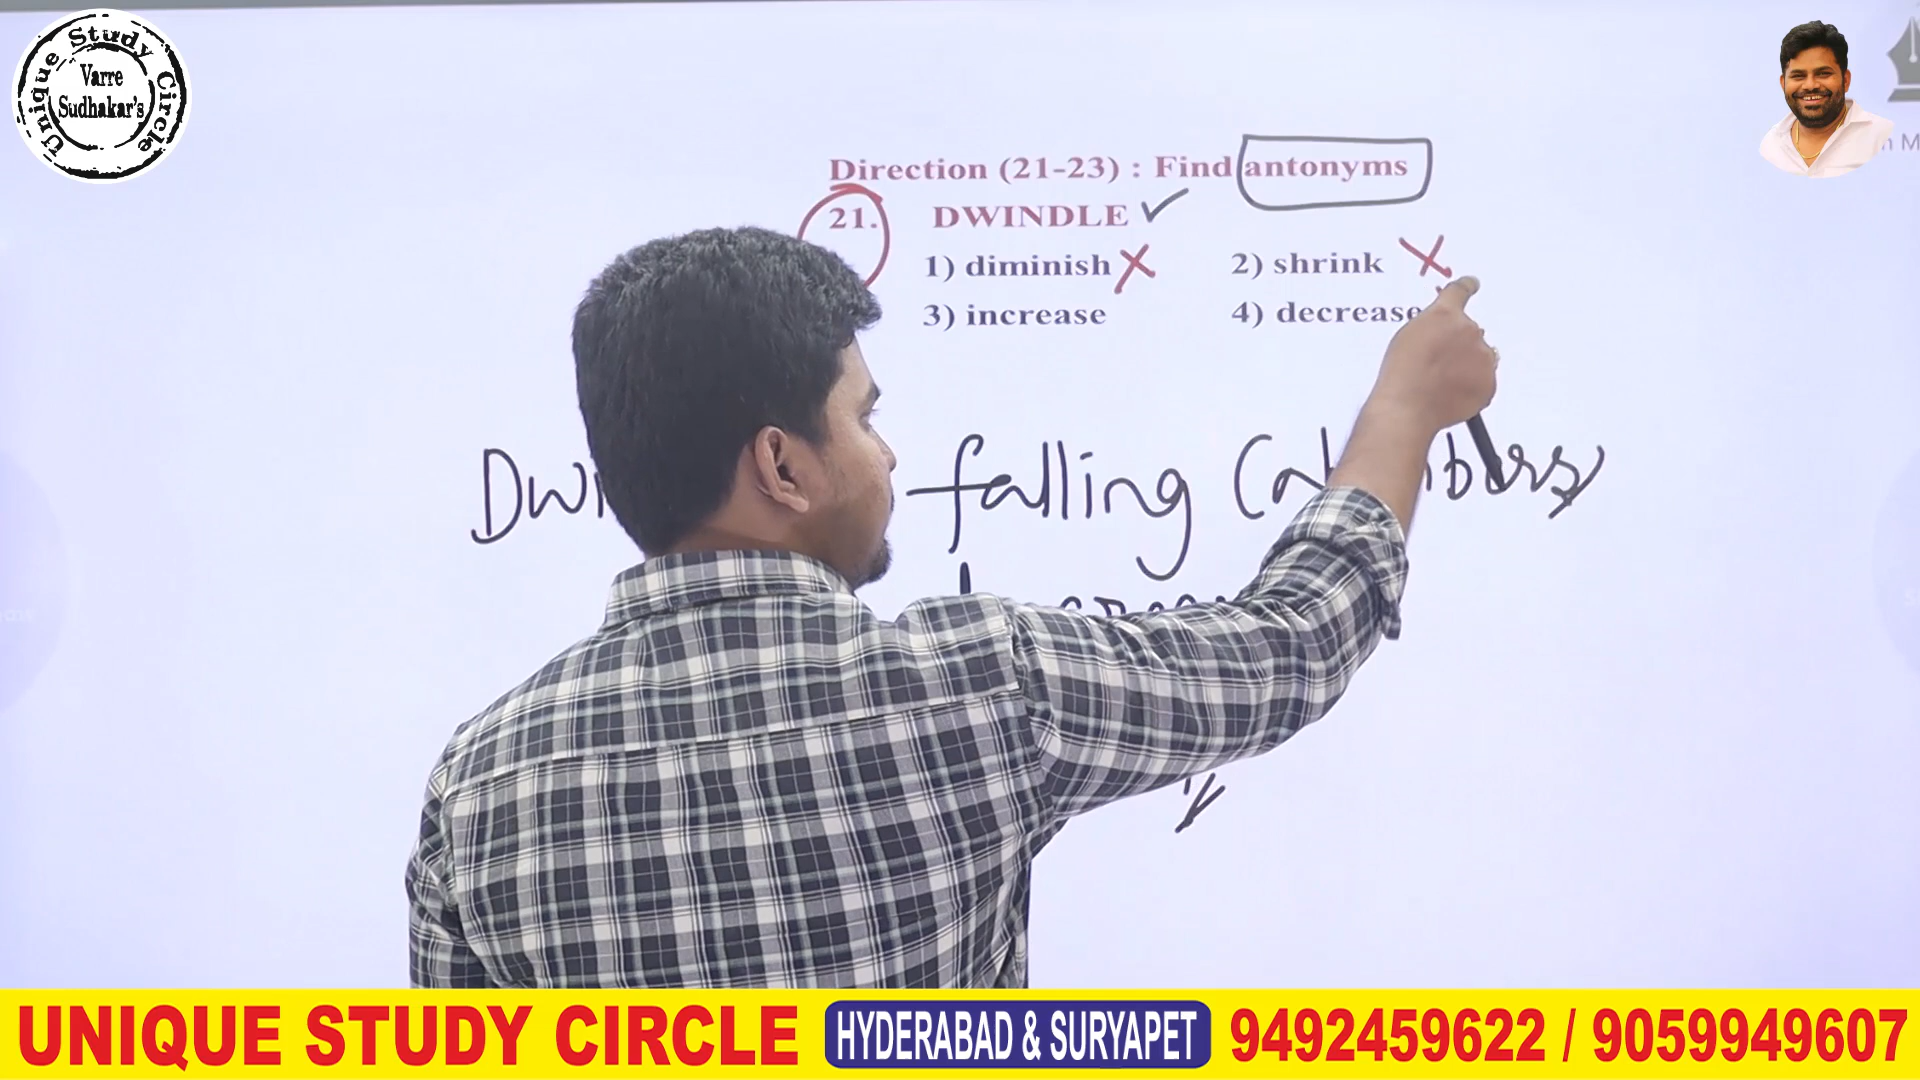 Unique Study Circle
Varre
Sudhakar's
Direction (21-23) : Find antonyms
21. DWINDLE
1) diminish
2) shrink
3) increase
4) decrease
falling
UNIQUE STUDY CIRCLE HYDERABAD & SURYAPET 9492459622 / 9059949607